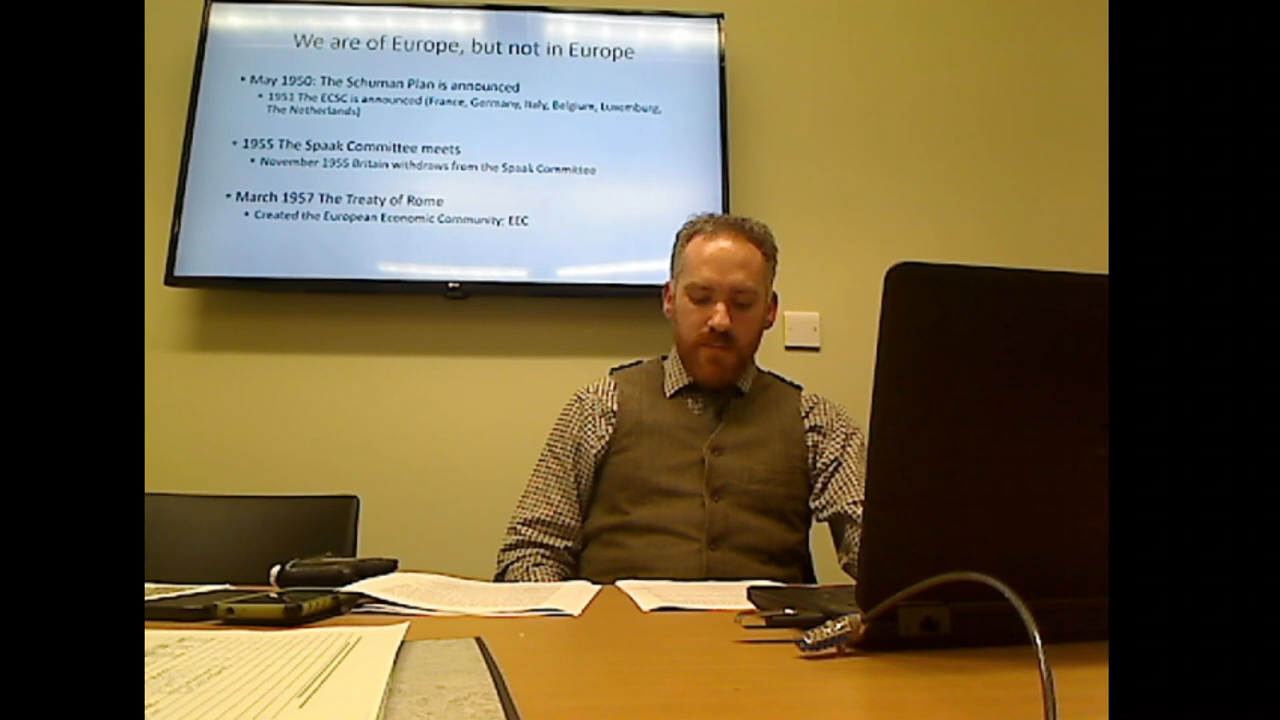 We are of Europe, but not in Europe
• May 1950: The Schuman Plan is announced
• 1951 The ECSC is announced (France, Germany, Italy, Belgium, Luxemburg,
The Netherlands)
• 1955 The Spaak Committee meets
• November 1955 Britain withdraws from the Spaak Committee
• March 1957 The Treaty of Rome
• Created the European Economic Community: EEC